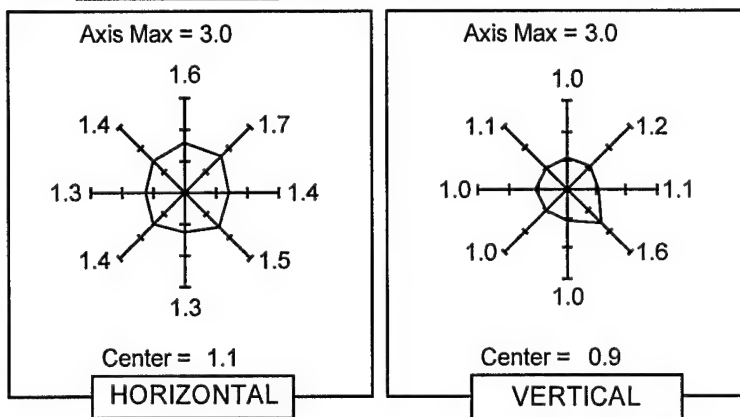 Axis Max = 3.0
1.6
1.4
1.7
1.3
1.4
1.4
1.5
1.3
Center = 1.1
HORIZONTAL
Axis Max = 3.0
1.0
1.1
1.2
1.0
1.1
1.0
1.6
1.0
Center = 0.9
VERTICAL